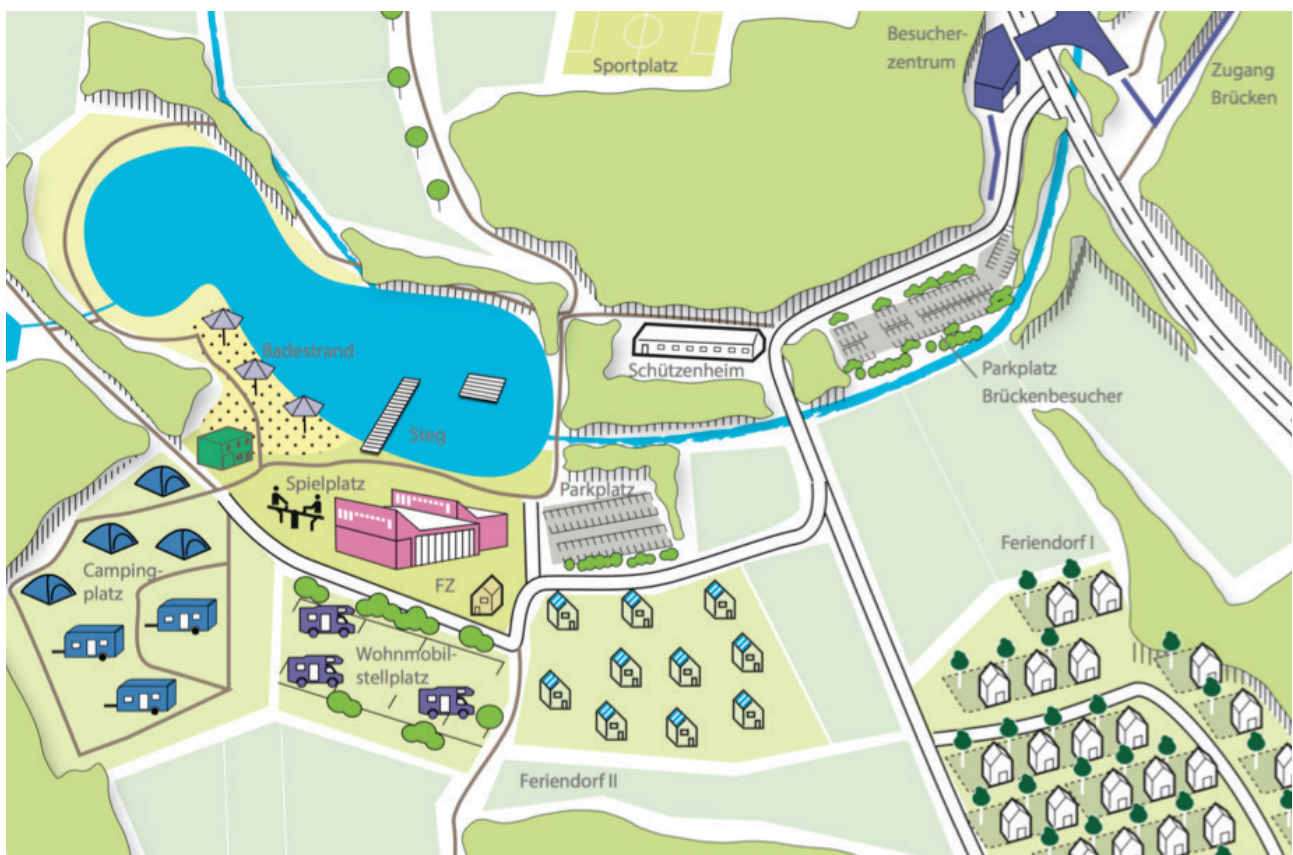 Besucher-
zentrum
Sportplatz
Zugang
Brücken
Badestrand
Schützenheim
Parkplatz
Brückenbesucher
Steg
Spielplatz
Parkplatz
Feriendorf I
Camping-
platz
FZ
Wohnmobil-
stellplatz
Feriendorf II